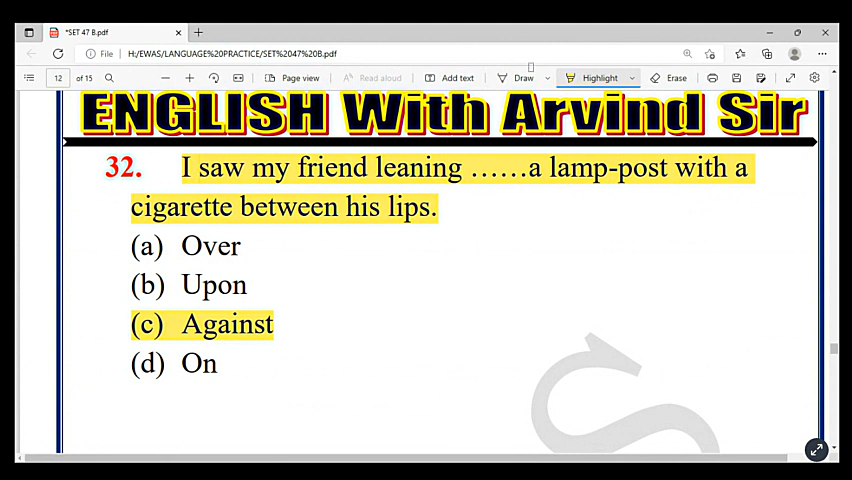 *SET 47 B.pdf
File H:/EWAS/LANGUAGE%20PRACTICE/SET%2047%20B.pdf
12 of 15 Page view Read aloud Add text Draw Highlight Erase
ENGLISH With Arvind Sir
32. I saw my friend leaning ……a lamp-post with a
cigarette between his lips.
(a) Over
(b) Upon
(c) Against
(d) On